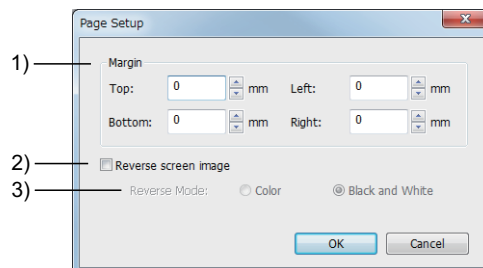 Page Setup
1)
Margin
Top: 0 mm Left: 0 mm
Bottom: 0 mm Right: 0 mm
2) Reverse screen image
3) Reverse Mode: Color Black and White
OK Cancel